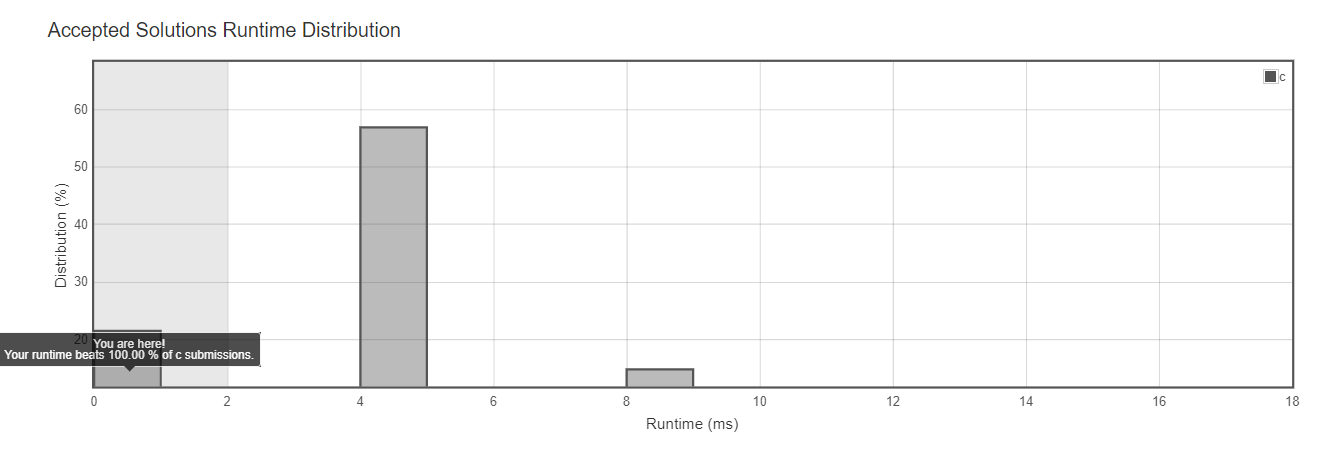 Accepted Solutions Runtime Distribution
c
60
50
40
30
20
Distribution (%)
You are here!
Your runtime beats 100.00 % of c submissions.
0 2 4 6 8 10 12 14 16 18
Runtime (ms)